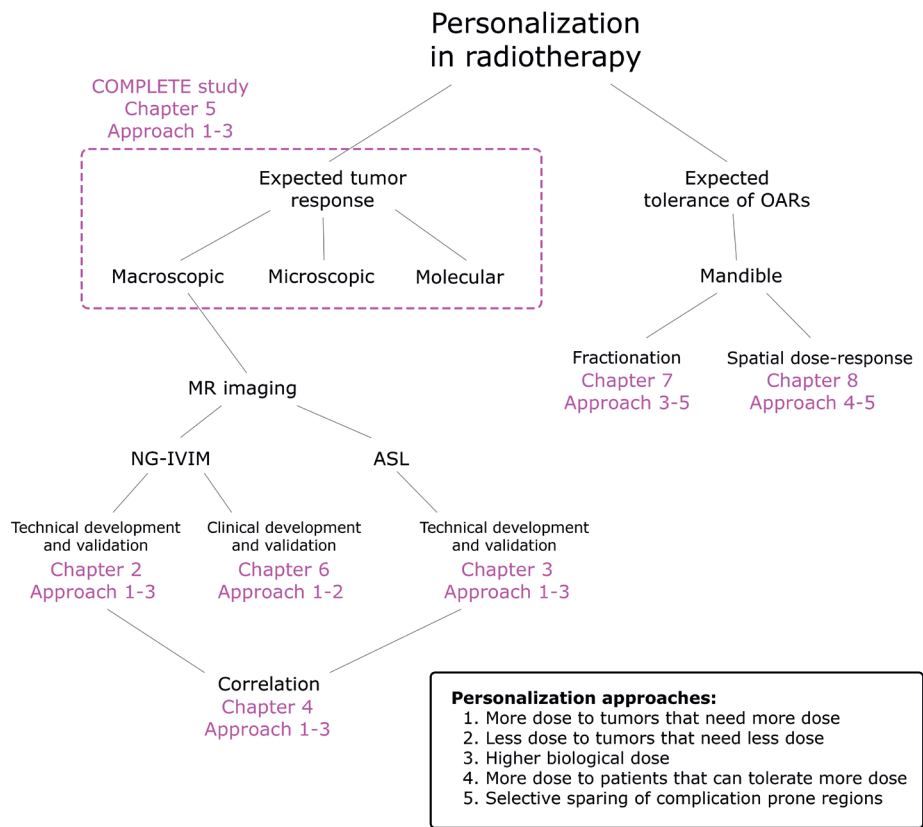 Personalization
in radiotherapy
COMPLETE study
Chapter 5
Approach 1-3
Expected tumor
response
Macroscopic
Microscopic
Molecular
Expected
tolerance of OARs
Mandible
Fractionation
Chapter 7
Approach 3-5
Spatial dose-response
Chapter 8
Approach 4-5
MR imaging
NG-IVIM
ASL
Technical development
and validation
Chapter 2
Approach 1-3
Clinical development
and validation
Chapter 6
Approach 1-2
Technical development
and validation
Chapter 3
Approach 1-3
Correlation
Chapter 4
Approach 1-3
Personalization approaches:
1. More dose to tumors that need more dose
2. Less dose to tumors that need less dose
3. Higher biological dose
4. More dose to patients that can tolerate more dose
5. Selective sparing of complication prone regions